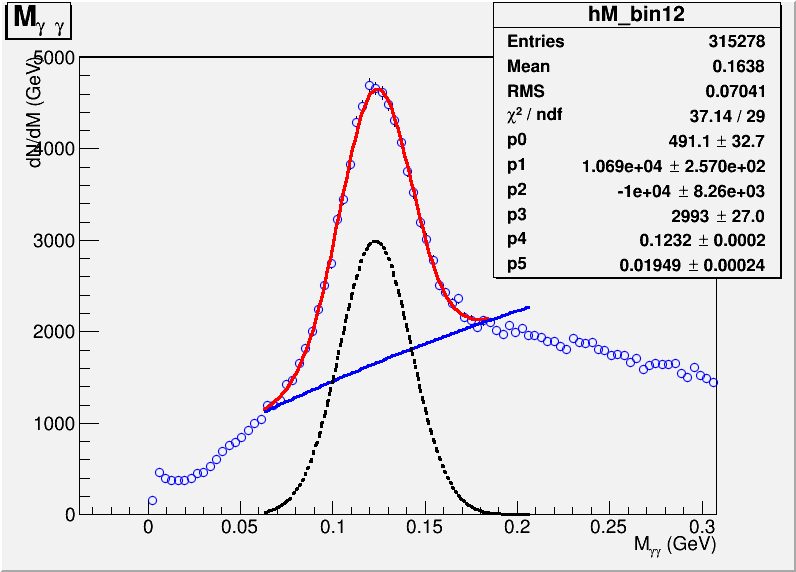 M_γ γ
hM_bin12
Entries 315278
Mean 0.1638
RMS 0.07041
χ² / ndf 37.14 / 29
p0 491.1 ± 32.7
p1 1.069e+04 ± 2.570e+02
p2 -1e+04 ± 8.26e+03
p3 2993 ± 27.0
p4 0.1232 ± 0.0002
p5 0.01949 ± 0.00024
dN/dM (GeV)
5000
4000
3000
2000
1000
0
0 0.05 0.1 0.15 0.2 0.25 0.3
M_γγ (GeV)